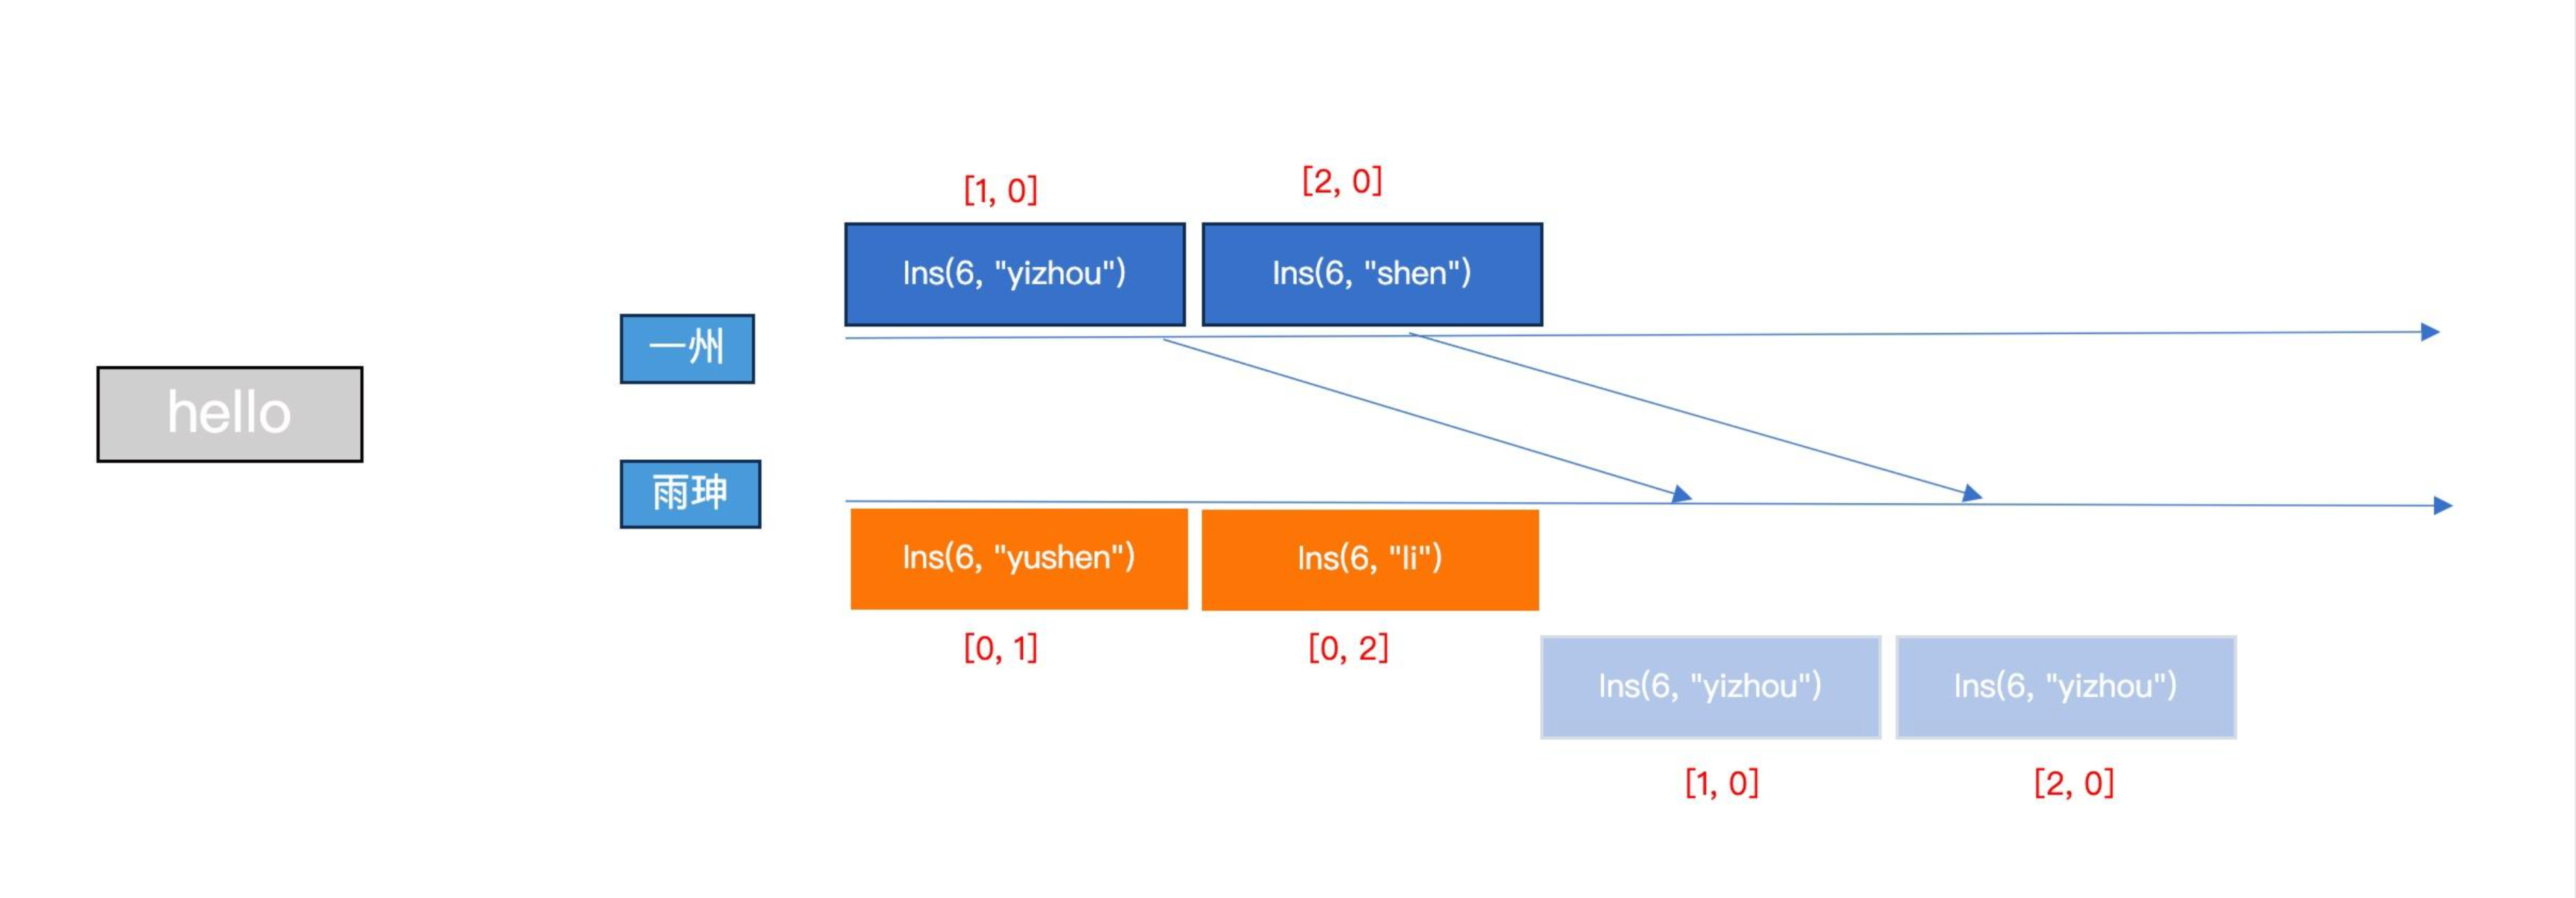 [1, 0]
[2, 0]
Ins(6, "yizhou")
Ins(6, "shen")
一州
hello
雨珅
Ins(6, "yushen")
Ins(6, "li")
[0, 1]
[0, 2]
Ins(6, "yizhou")
Ins(6, "yizhou")
[1, 0]
[2, 0]